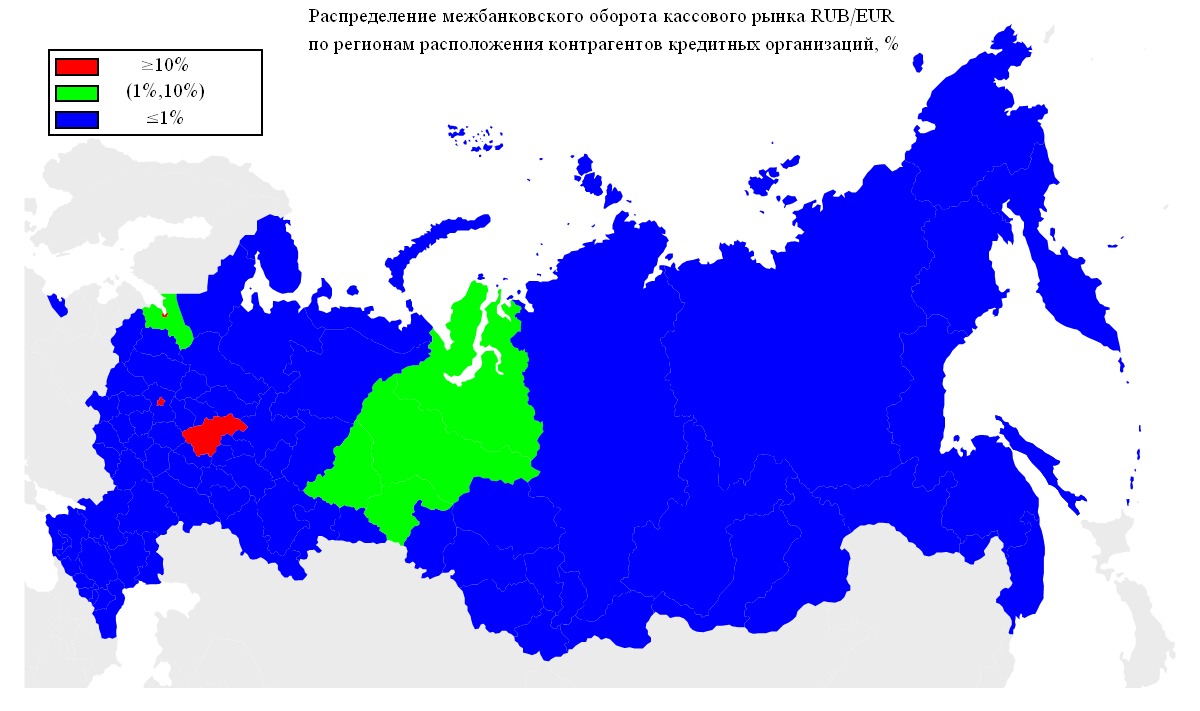 Распределение межбанковского оборота кассового рынка RUB/EUR
по регионам расположения контрагентов кредитных организаций, %
≥10%
(1%,10%)
≤1%